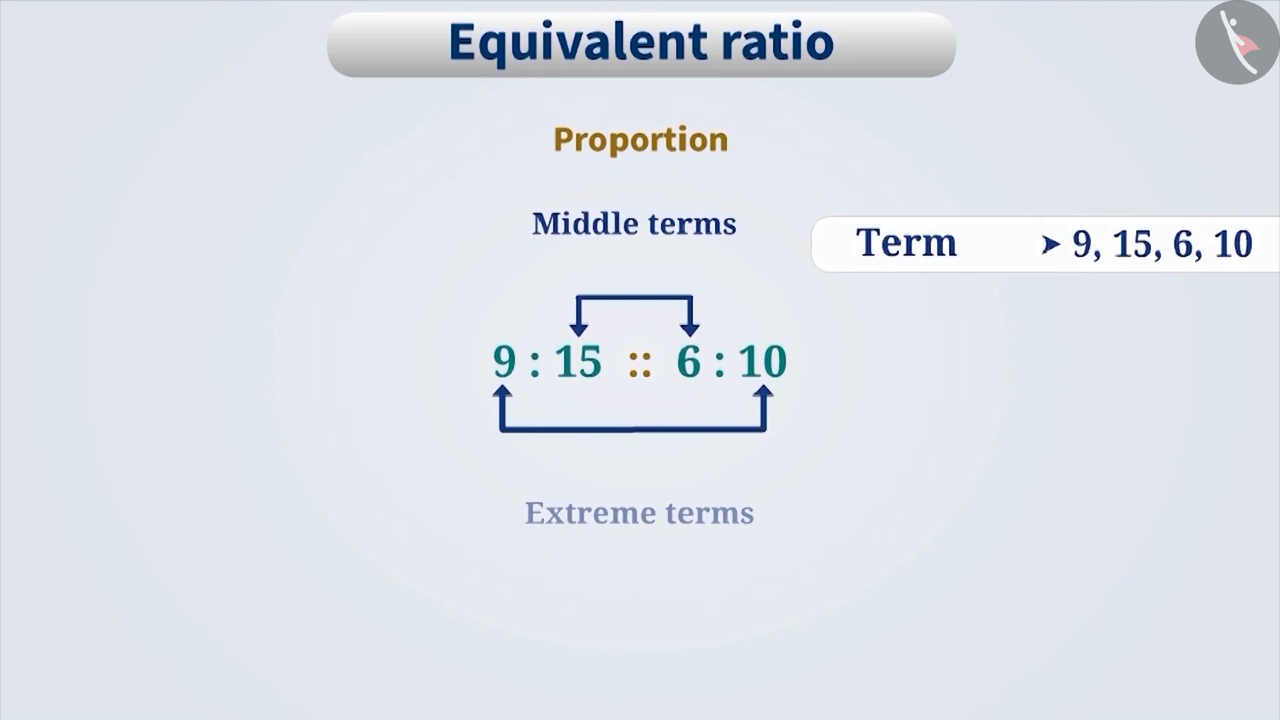 Equivalent ratio
Proportion
Middle terms
Term ➤ 9, 15, 6, 10
9 : 15 :: 6 : 10
Extreme terms